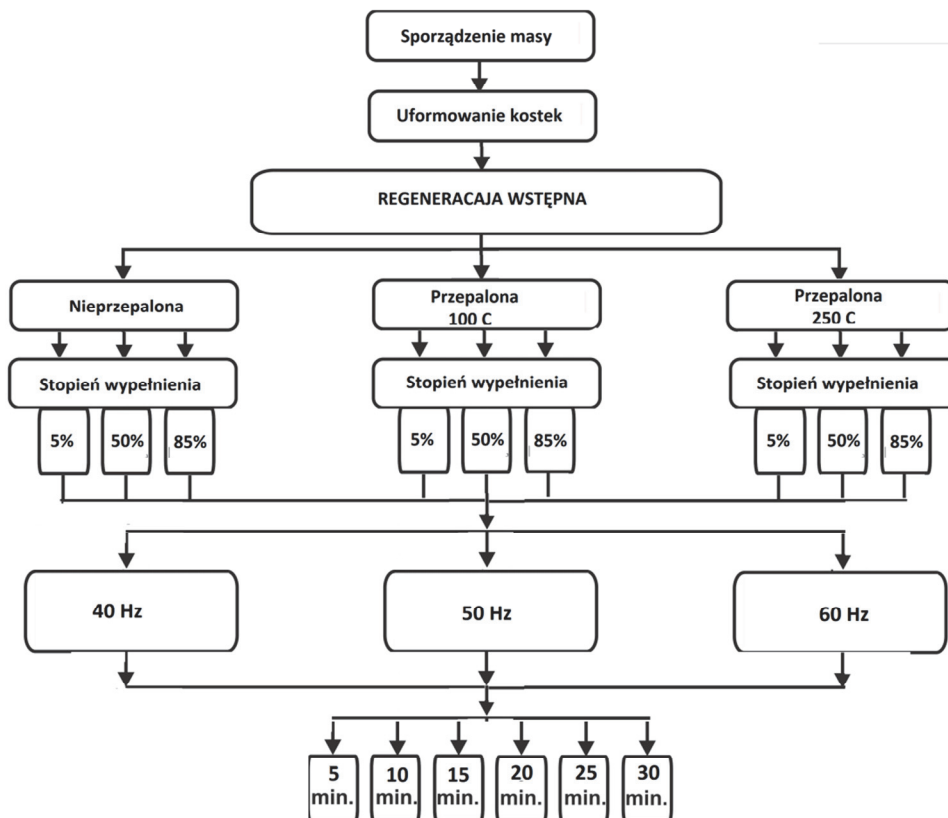 Sporządzenie masy
Uformowanie kostek
REGENERACAJA WSTĘPNA
Nieprzepalona
Przepalona
100 C
Przepalona
250 C
Stopień wypełnienia
Stopień wypełnienia
Stopień wypełnienia
5% 50% 85%
5% 50% 85%
5% 50% 85%
40 Hz
50 Hz
60 Hz
5
min.
10
min.
15
min.
20
min.
25
min.
30
min.